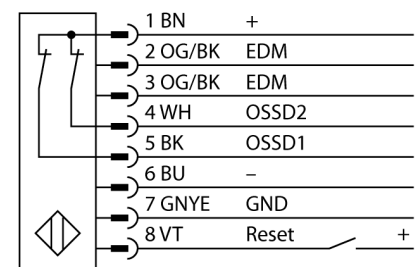 1 BN +
2 OG/BK EDM
3 OG/BK EDM
4 WH OSSD2
5 BK OSSD1
6 BU –
7 GNYE GND
8 VT Reset +